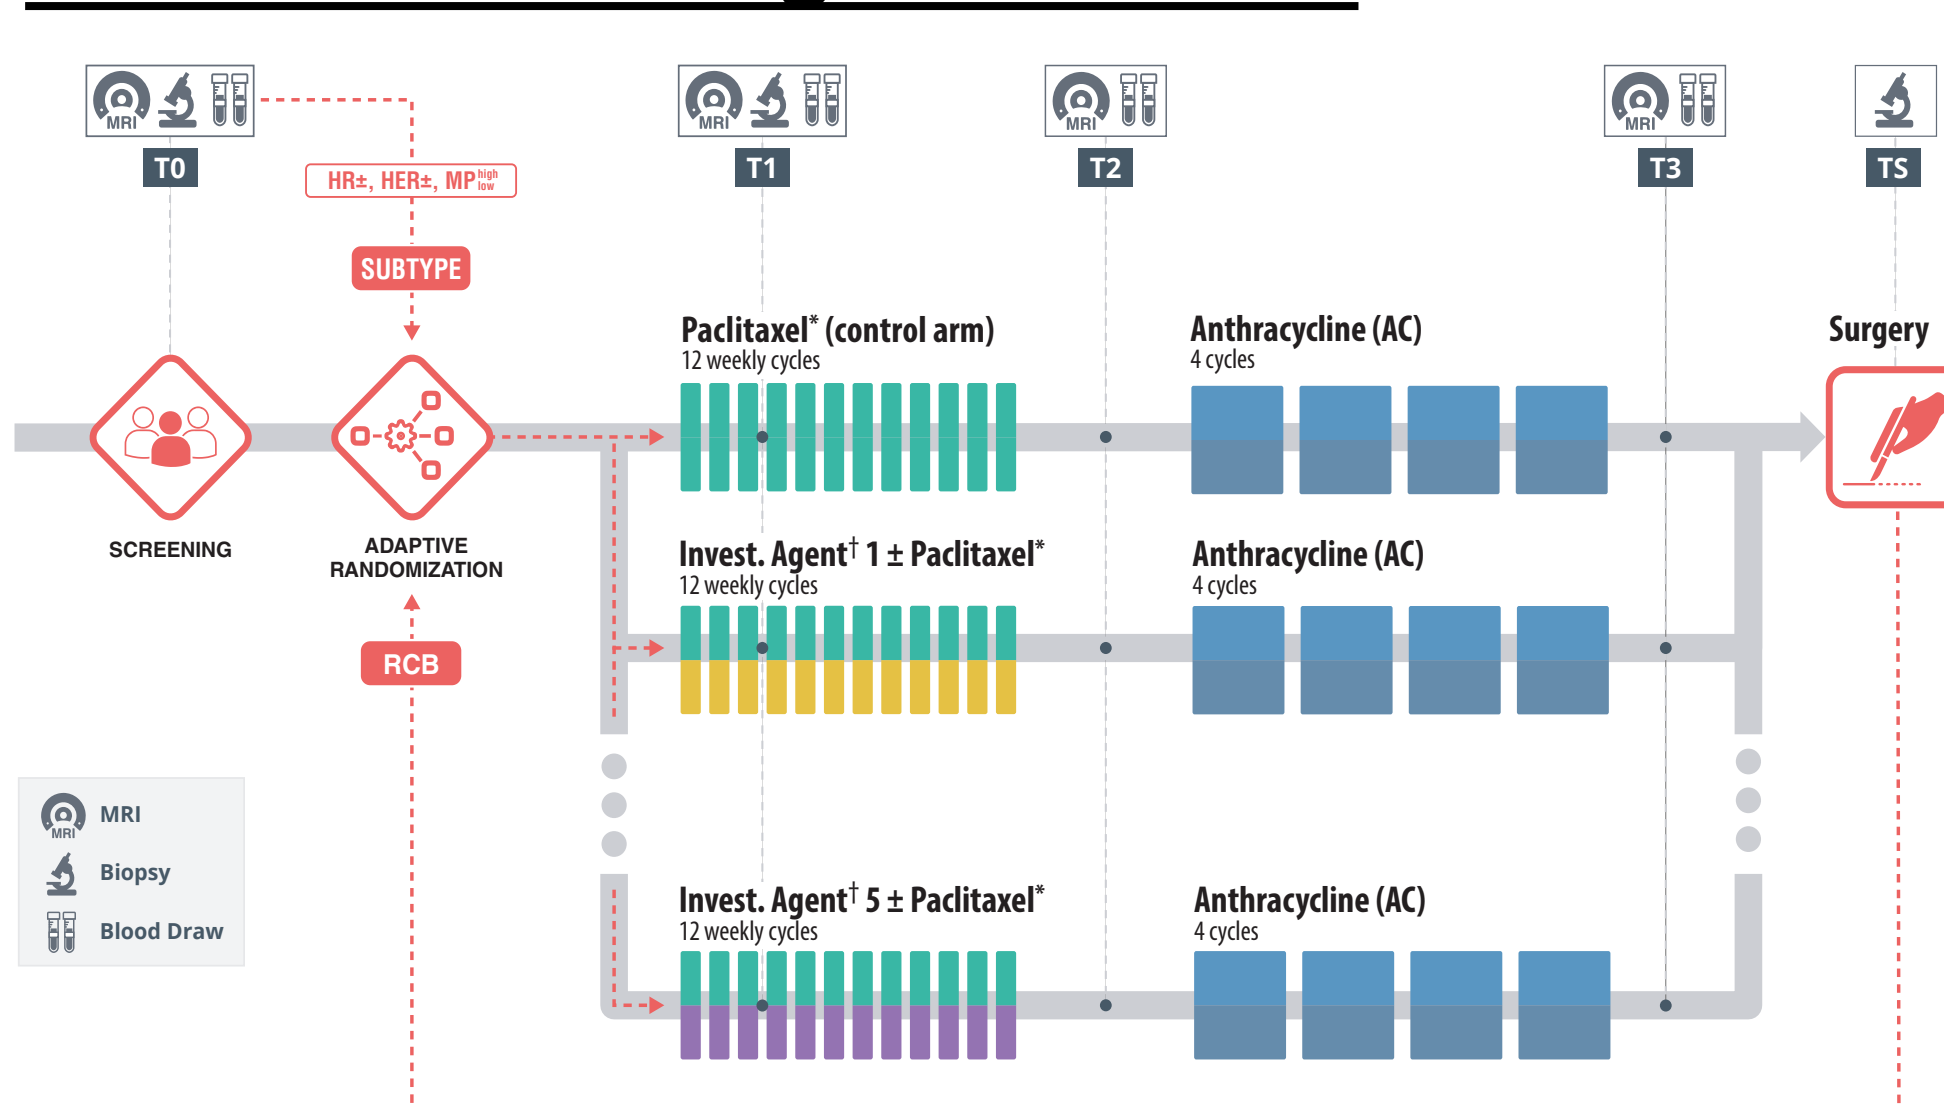 MRI
MRI
MRI
MRI
T0
T1
T2
T3
TS
HR±, HER±, MP high low
SUBTYPE
Paclitaxel* (control arm)
12 weekly cycles
Anthracycline (AC)
4 cycles
Surgery
SCREENING
ADAPTIVE
RANDOMIZATION
Invest. Agent† 1 ± Paclitaxel*
12 weekly cycles
Anthracycline (AC)
4 cycles
RCB
MRI
MRI
Biopsy
Blood Draw
Invest. Agent† 5 ± Paclitaxel*
12 weekly cycles
Anthracycline (AC)
4 cycles